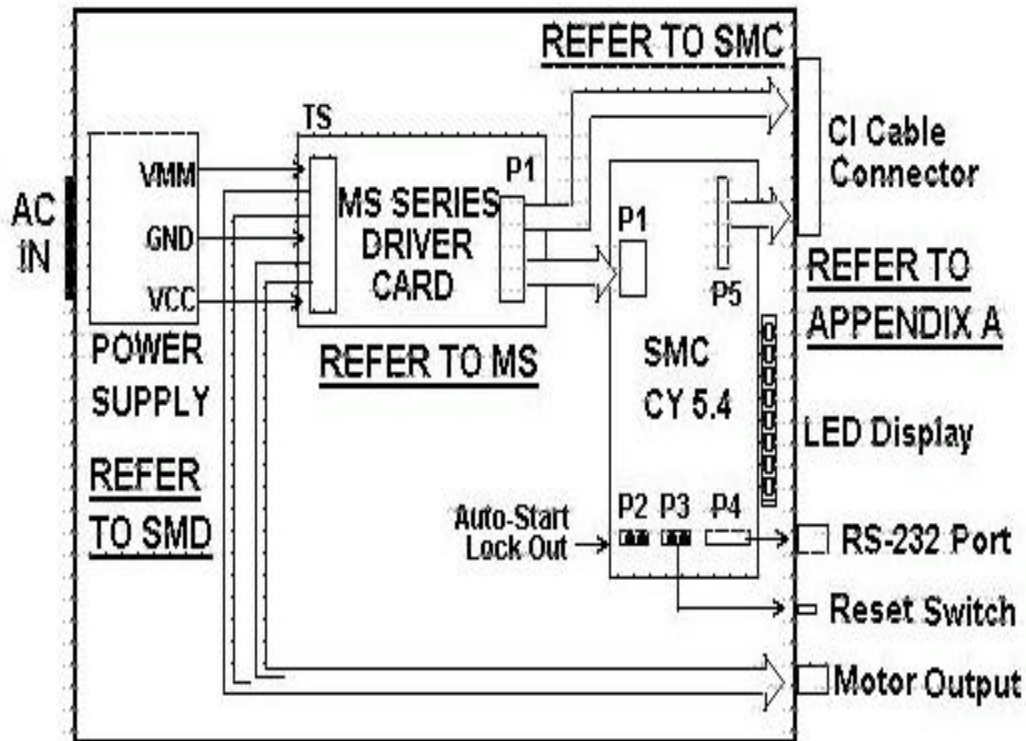 REFER TO SMC
TS
VMM
GND
VCC
AC
IN
POWER
SUPPLY
REFER
TO SMD
MS SERIES
DRIVER
CARD
P1
REFER TO MS
P1
P5
SMC
CY 5.4
P2 P3 P4
Auto-Start
Lock Out
CI Cable
Connector
REFER TO
APPENDIX A
LED Display
RS-232 Port
Reset Switch
Motor Output